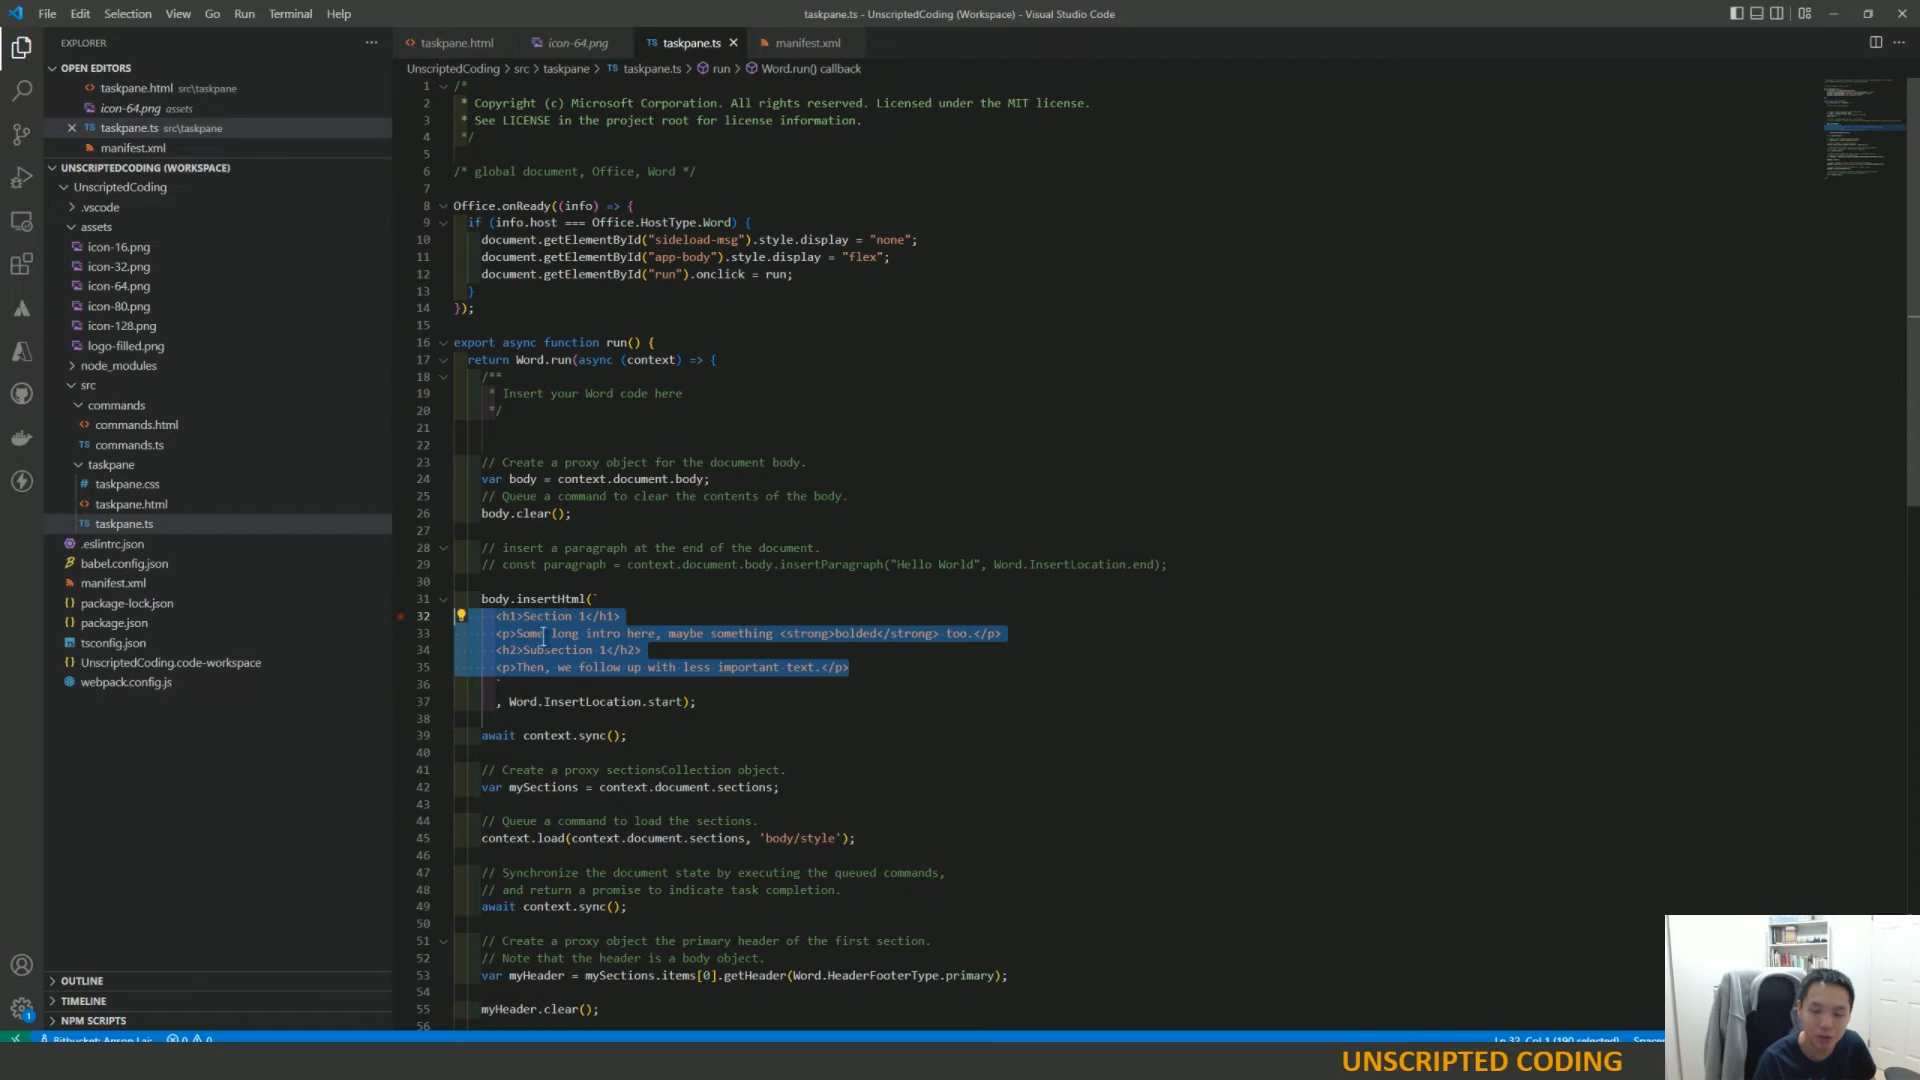 File Edit Selection View Go Run Terminal Help
taskpane.ts - UnscriptedCoding (Workspace) - Visual Studio Code
EXPLORER
OPEN EDITORS
taskpane.html src\taskpane
icon-64.png assets
TS taskpane.ts src\taskpane
manifest.xml
UNSCRIPTEDCODING (WORKSPACE)
UnscriptedCoding
.vscode
assets
icon-16.png
icon-32.png
icon-64.png
icon-80.png
icon-128.png
logo-filled.png
node_modules
src
commands
commands.html
TS commands.ts
taskpane
# taskpane.css
taskpane.html
TS taskpane.ts
.eslintrc.json
babel.config.json
manifest.xml
package-lock.json
package.json
tsconfig.json
UnscriptedCoding.code-workspace
webpack.config.js
OUTLINE
TIMELINE
NPM SCRIPTS
taskpane.html icon-64.png TS taskpane.ts manifest.xml
UnscriptedCoding > src > taskpane > TS taskpane.ts > run > Word.run() callback
1 /*
2 * Copyright (c) Microsoft Corporation. All rights reserved. Licensed under the MIT license.
3 * See LICENSE in the project root for license information.
4 */
5
6 /* global document, Office, Word */
7
8 Office.onReady((info) => {
9 if (info.host === Office.HostType.Word) {
10 document.getElementById("sideload-msg").style.display = "none";
11 document.getElementById("app-body").style.display = "flex";
12 document.getElementById("run").onclick = run;
13 }
14 });
15
16 export async function run() {
17 return Word.run(async (context) => {
18 /**
19 * Insert your Word code here
20 */
21
22
23 // Create a proxy object for the document body.
24 var body = context.document.body;
25 // Queue a command to clear the contents of the body.
26 body.clear();
27
28 // insert a paragraph at the end of the document.
29 // const paragraph = context.document.body.insertParagraph("Hello World", Word.InsertLocation.end);
30
31 body.insertHtml(`
32 <h1>Section 1</h1>
33 <p>Some long intro here, maybe something <strong>bolded</strong> too.</p>
34 <h2>Subsection 1</h2>
35 <p>Then, we follow up with less important text.</p>
36 `
37 , Word.InsertLocation.start);
38
39 await context.sync();
40
41 // Create a proxy sectionsCollection object.
42 var mySections = context.document.sections;
43
44 // Queue a command to load the sections.
45 context.load(context.document.sections, 'body/style');
46
47 // Synchronize the document state by executing the queued commands,
48 // and return a promise to indicate task completion.
49 await context.sync();
50
51 // Create a proxy object the primary header of the first section.
52 // Note that the header is a body object.
53 var myHeader = mySections.items[0].getHeader(Word.HeaderFooterType.primary);
54
55 myHeader.clear();
56
Ln 32, Col 1 (190 selected)
UNSCRIPTED CODING